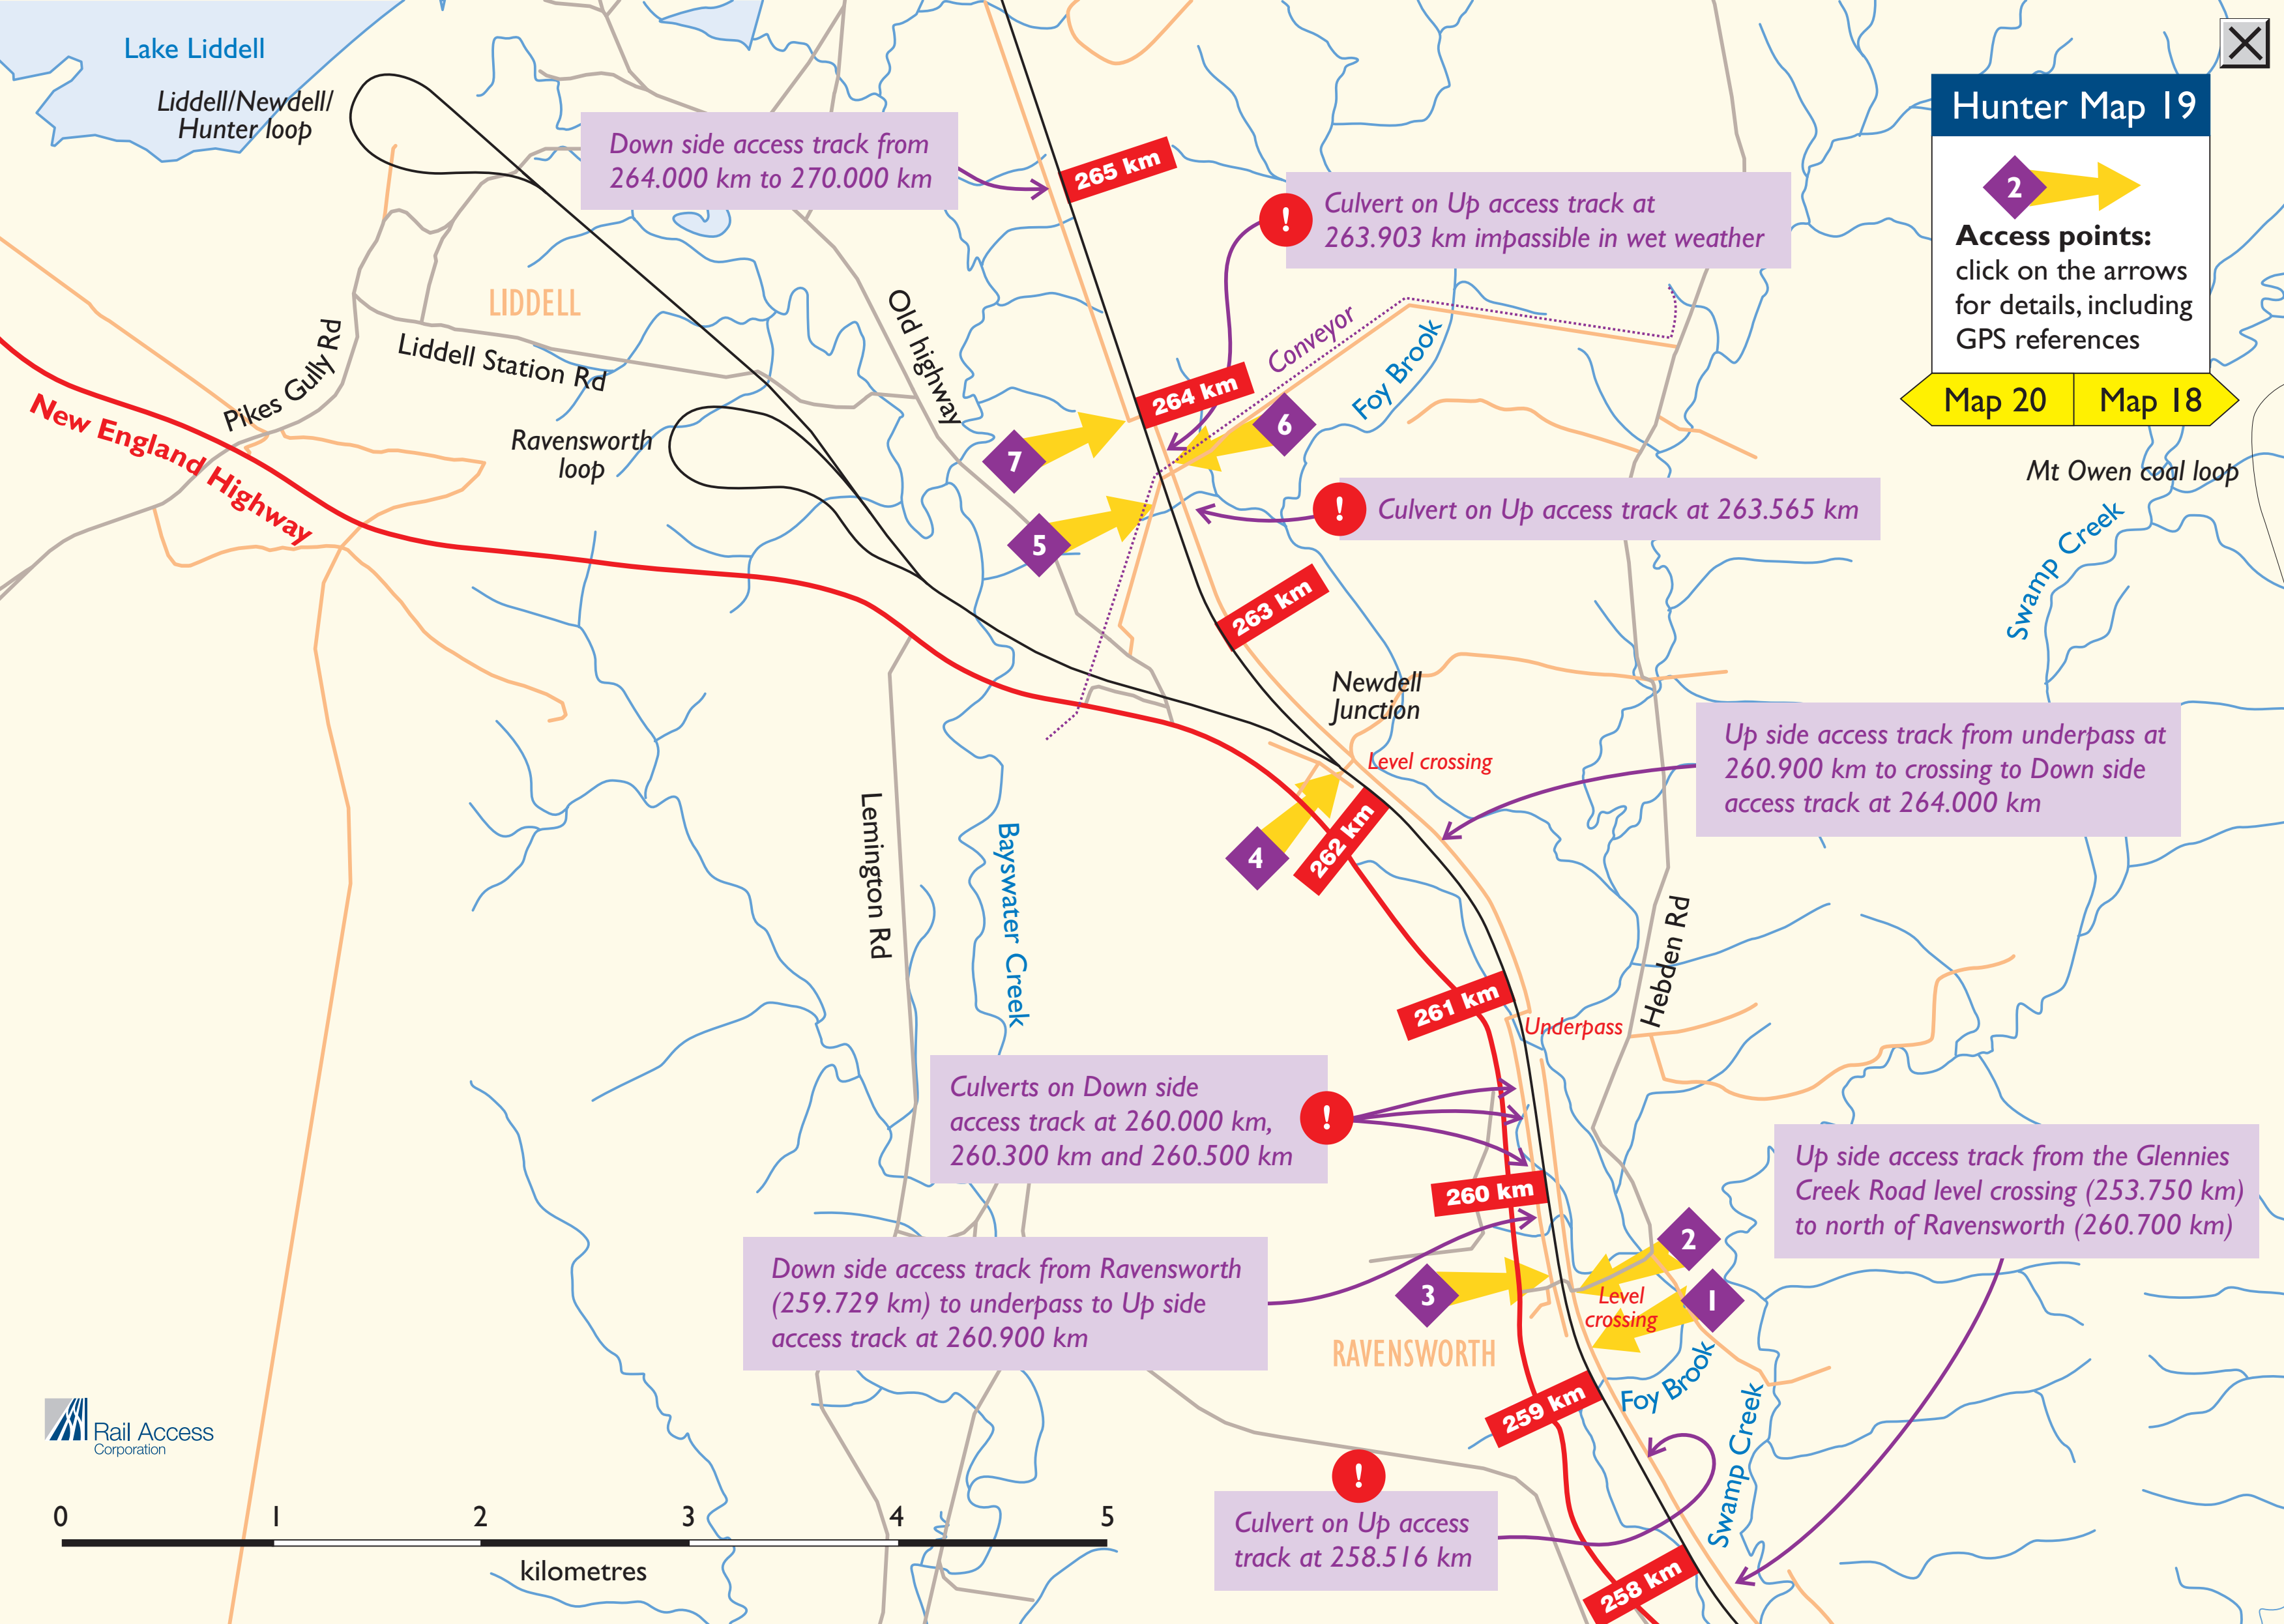 Lake Liddell
Liddell/Newdell/
Hunter loop
Down side access track from
264.000 km to 270.000 km
265 km
!
Culvert on Up access track at
263.903 km impassible in wet weather
Hunter Map 19
2
Access points:
click on the arrows
for details, including
GPS references
Map 20
Map 18
LIDDELL
Pikes Gully Rd
Liddell Station Rd
Old highway
Conveyor
Foy Brook
264 km
New England Highway
Ravensworth
loop
7
6
5
!
Culvert on Up access track at 263.565 km
Mt Owen coal loop
Swamp Creek
263 km
Newdell
Junction
Level crossing
Up side access track from underpass at
260.900 km to crossing to Down side
access track at 264.000 km
4
262 km
Lemington Rd
Bayswater Creek
Hebden Rd
261 km
Underpass
Culverts on Down side
access track at 260.000 km,
260.300 km and 260.500 km
!
260 km
Up side access track from the Glennies
Creek Road level crossing (253.750 km)
to north of Ravensworth (260.700 km)
Down side access track from Ravensworth
(259.729 km) to underpass to Up side
access track at 260.900 km
2
3
1
Level
crossing
RAVENSWORTH
Foy Brook
Swamp Creek
259 km
Rail Access
Corporation
!
Culvert on Up access
track at 258.516 km
258 km
0 1 2 3 4 5
kilometres